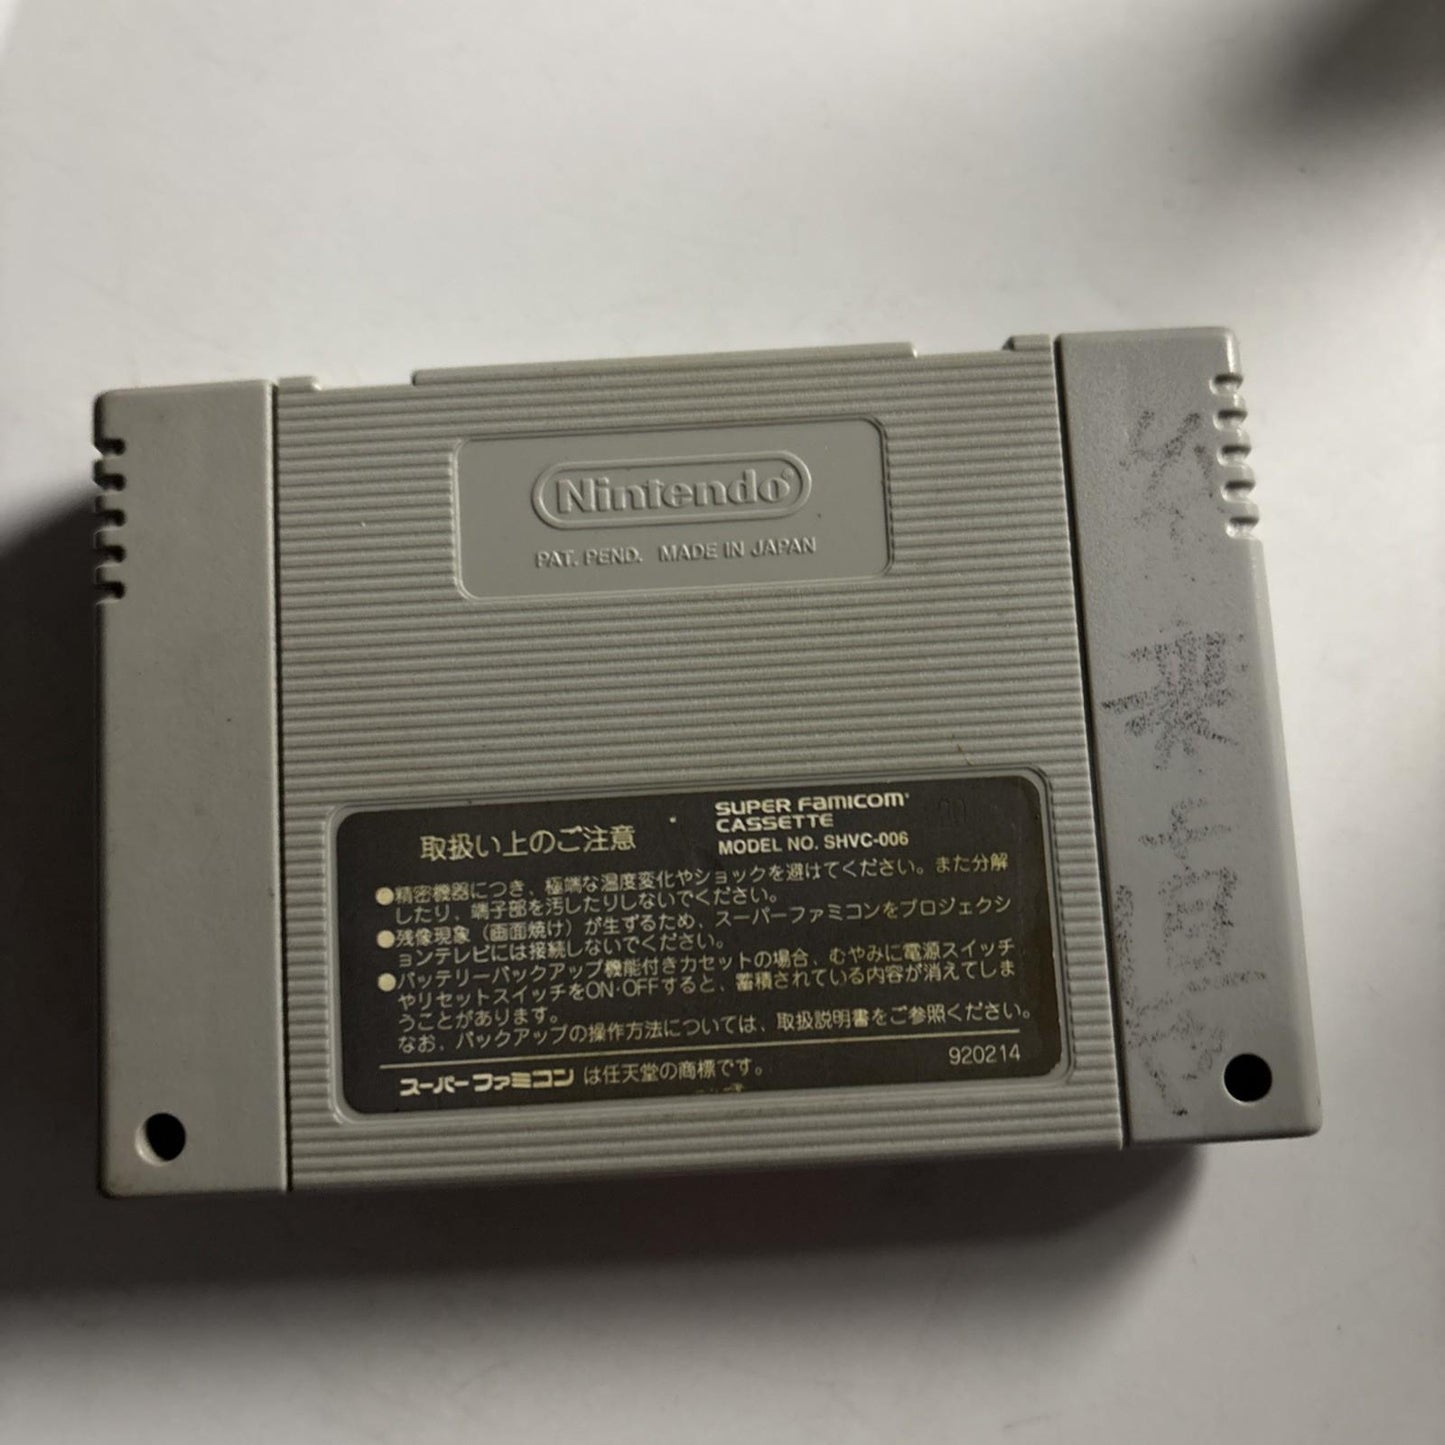 Nintendo®
PAT. PEND. MADE IN JAPAN
取扱い上のご注意
SUPER FAMICOM
CASSETTE
MODEL NO. SHVC-006
●精密機器につき、極端な温度変化やショックを避けてください。また分解
したり、端子部を汚したりしないでください。
●残像現象（画面焼け）が生ずるため、スーパーファミコンをプロジェクシ
ョンテレビには接続しないでください。
●バッテリーバックアップ機能付きカセットの場合、むやみに電源スイッチ
やリセットスイッチをON・OFFすると、蓄積されている内容が消えてしま
うことがあります。
なお、バックアップの操作方法については、取扱説明書をご参照ください。
920214
スーパーファミコンは任天堂の商標です。